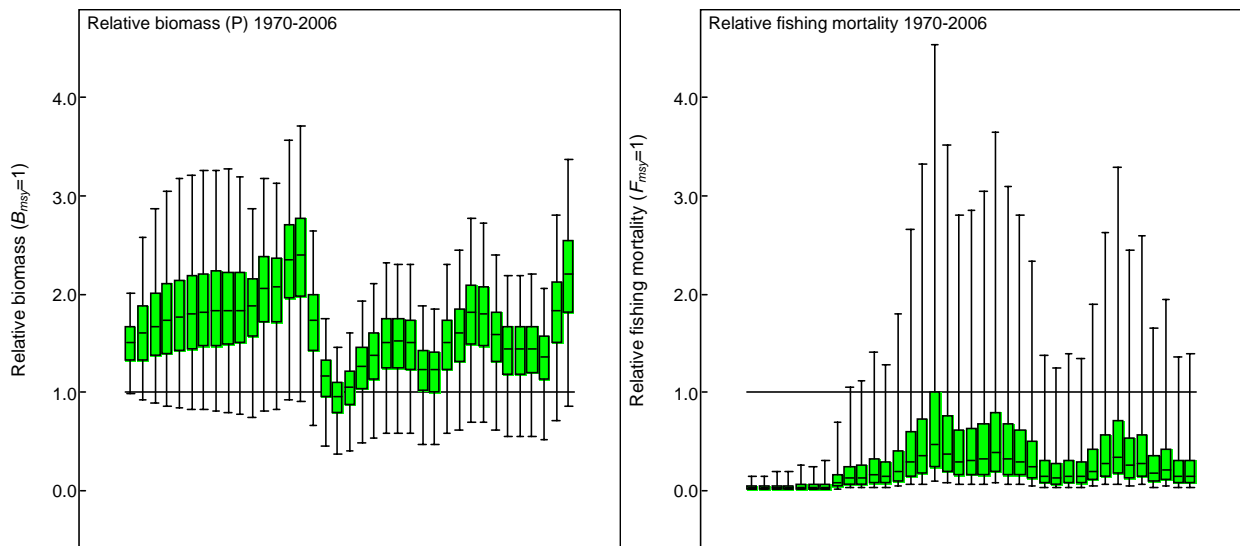 Relative biomass (P) 1970-2006
4.0
3.0
2.0
1.0
0.0
Relative biomass (Bmsy=1)
Relative fishing mortality 1970-2006
4.0
3.0
2.0
1.0
0.0
Relative fishing mortality (Fmsy=1)